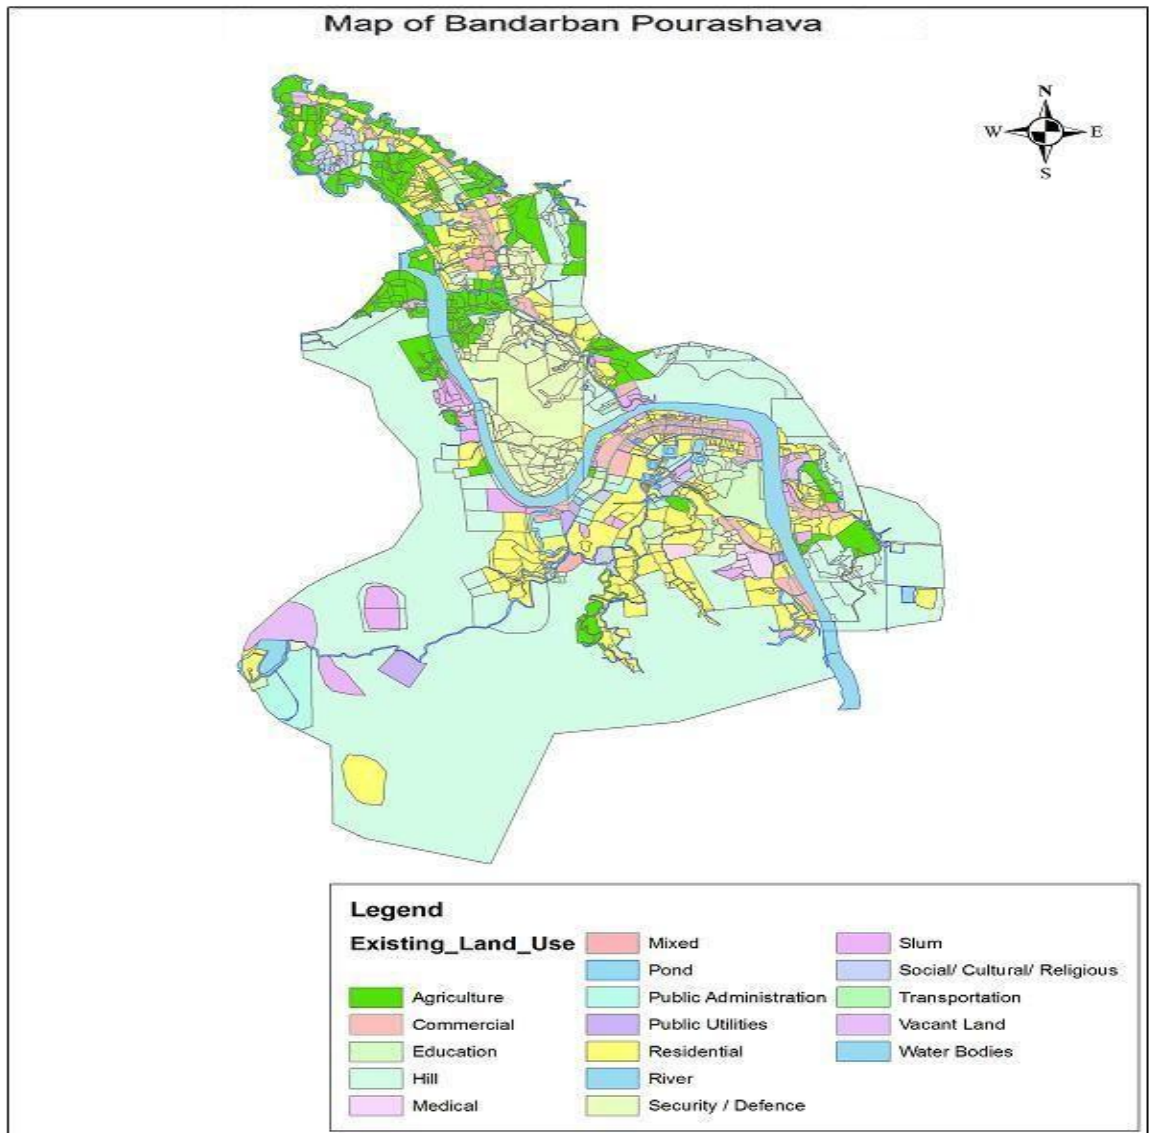 Map of Bandarban Pourashava
N
W E
S
Legend
Existing_Land_Use
Agriculture
Commercial
Education
Hill
Medical
Mixed
Pond
Public Administration
Public Utilities
Residential
River
Security / Defence
Slum
Social/ Cultural/ Religious
Transportation
Vacant Land
Water Bodies